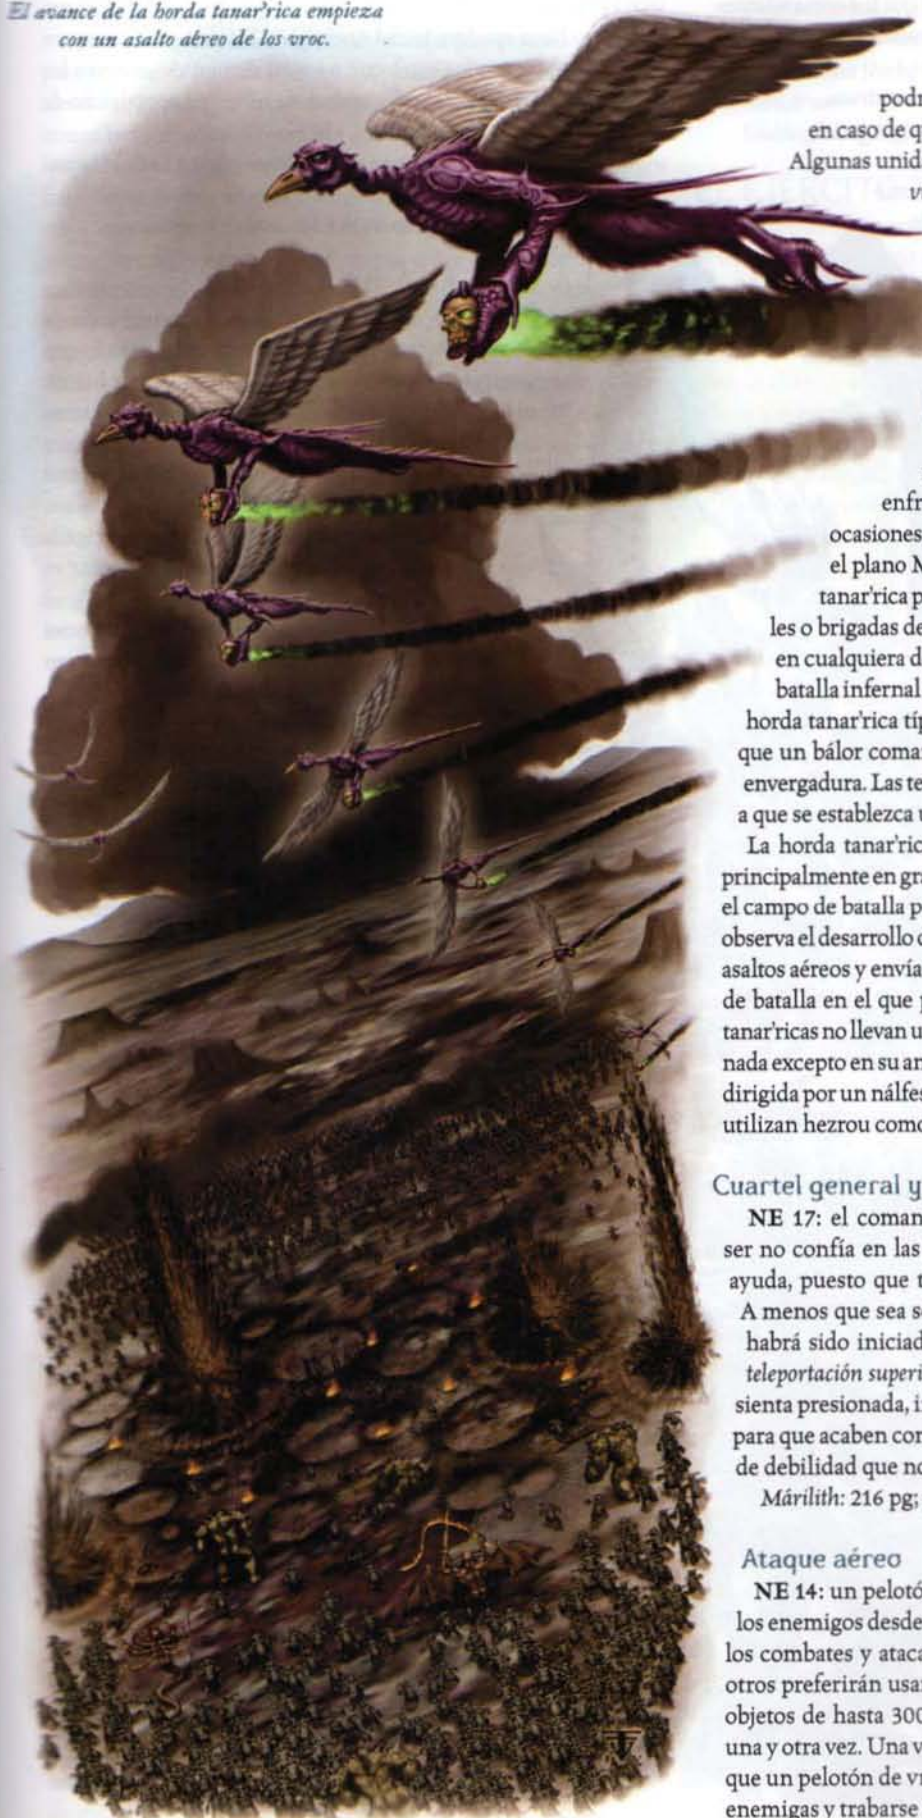 El avance de la horda tanar'rica empieza
con un asalto aéreo de los vroc.
podr
en caso de q
Algunas unid
v
enfr
ocasiones
el plano M
tanar'rica p
les o brigadas de
en cualquiera d
batalla infernal
horda tanar'rica tip
que un bálor coma
envergadura. Las te
a que se establezca u
La horda tanar'ric
principalmente en gra
el campo de batalla p
observa el desarrollo d
asaltos aéreos y envía
de batalla en el que p
tanar'ricas no llevan u
nada excepto en su ar
dirigida por un nálfes
utilizan hezrou como
Cuartel general y
NE 17: el coman
ser no confía en las
ayuda, puesto que t
A menos que sea s
habrá sido iniciad
teleportación superi
sienta presionada, i
para que acaben con
de debilidad que no
Márilith: 216 pg;
Ataque aéreo
NE 14: un pelotó
los enemigos desde
los combates y ataca
otros preferirán usar
objetos de hasta 300
una y otra vez. Una v
que un pelotón de vr
enemigas y trabarse